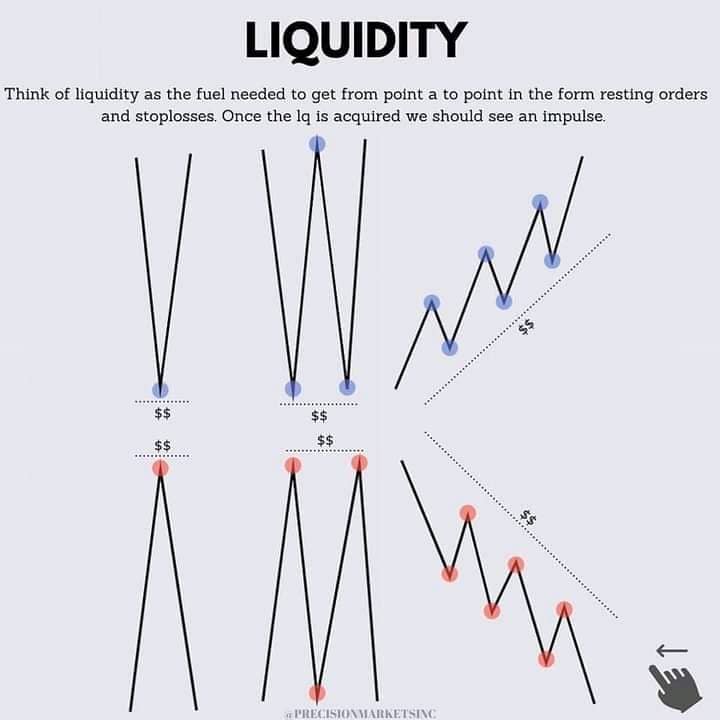 LIQUIDITY
Think of liquidity as the fuel needed to get from point a to point in the form resting orders
and stoplosses. Once the lq is acquired we should see an impulse.
$$
$$
$$
$$
$$
$$
@PRECISIONMARKETSINC